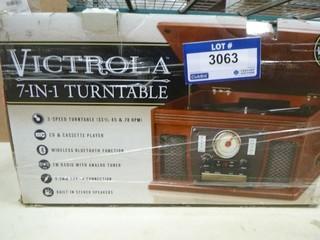 VICTROLA
7-IN-1 TURNTABLE
LOT #
3063
3-SPEED TURNTABLE (33⅓, 45 & 78 RPM)
CD & CASSETTE PLAYER
WIRELESS BLUETOOTH FUNCTION
FM RADIO WITH ANALOG TUNER
BUILT IN STEREO SPEAKERS